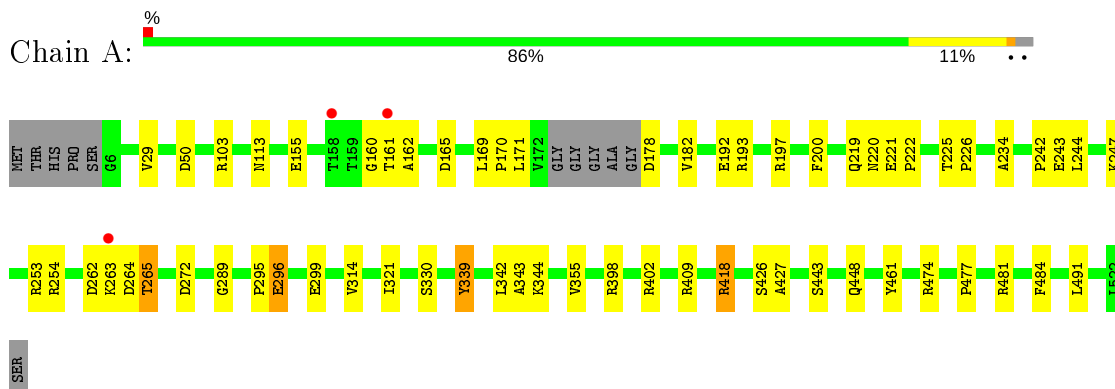 %
Chain A:
86% 11% • •
MET THR HIS PRO SER G6 V29 D50 R103 N113 E155 T158 T159 G160 T161 A162 D165 L169 P170 L171 V172 GLY GLY GLY ALA GLY D178 V182 E192 R193 R197 F200 Q219 N220 E221 P222 T225 P226 A234 P242 E243 L244 K247
R253 R254 D262 K263 D264 T265 D272 G289 P295 E296 E299 V314 I321 S330 Y339 L342 A343 K344 V355 R398 R402 R409 R418 S426 A427 S443 Q448 Y461 R474 P477 R481 F484 L491
SER